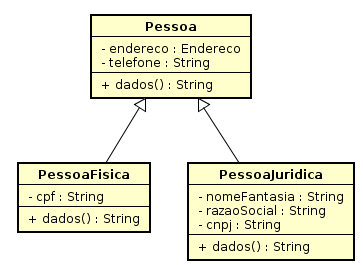 Pessoa
- endereco : Endereco
- telefone : String
+ dados() : String
PessoaFisica
- cpf : String
+ dados() : String
PessoaJuridica
- nomeFantasia : String
- razaoSocial : String
- cnpj : String
+ dados() : String